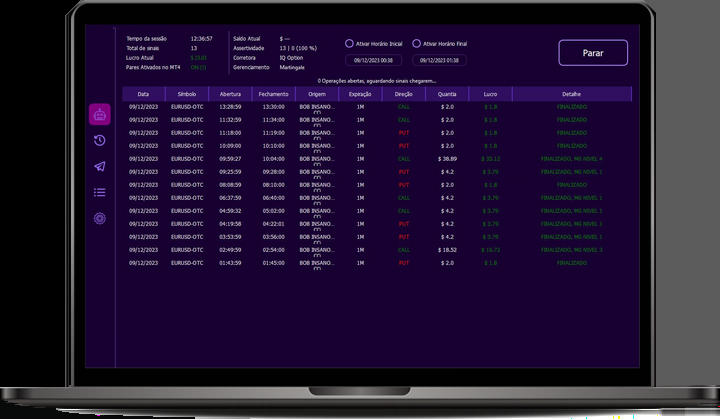 Tempo da sessão 12:36:57 Saldo Atual $ ---
Total de sinais 13 Assertividade 13 | 0 (100 %) Ativar Horário Inicial Ativar Horário Final
Lucro Atual Corretora IQ Option Parar
Pares Ativados no MT4 ON (1) Gerenciamento Martingale 09/12/2023 00:38 09/12/2023 01:38
0 Operações abertas, aguardando sinais chegarem...
Data Símbolo Abertura Fechamento Origem Expiração Direção Quantia Lucro Detalhe
09/12/2023 EURUSD-OTC 13:28:59 13:30:00 BOB INSANO... 1M CALL $ 2.0 $ 1.8 FINALIZADO
09/12/2023 EURUSD-OTC 11:32:59 11:34:00 BOB INSANO... 1M CALL $ 2.0 $ 1.8 FINALIZADO
09/12/2023 EURUSD-OTC 11:18:00 11:19:00 BOB INSANO... 1M PUT $ 2.0 $ 1.8 FINALIZADO
09/12/2023 EURUSD-OTC 10:09:00 10:10:00 BOB INSANO... 1M PUT $ 2.0 $ 1.8 FINALIZADO
09/12/2023 EURUSD-OTC 09:59:27 10:04:00 BOB INSANO... 1M CALL $ 38.89 $ 35.12 FINALIZADO, MG NIVEL 4
09/12/2023 EURUSD-OTC 09:25:59 09:28:00 BOB INSANO... 1M PUT $ 4.2 $ 3.79 FINALIZADO, MG NIVEL 1
09/12/2023 EURUSD-OTC 08:08:59 08:10:00 BOB INSANO... 1M PUT $ 2.0 $ 1.8 FINALIZADO
09/12/2023 EURUSD-OTC 06:37:59 06:40:00 BOB INSANO... 1M CALL $ 4.2 $ 3.79 FINALIZADO, MG NIVEL 1
09/12/2023 EURUSD-OTC 04:59:32 05:02:00 BOB INSANO... 1M CALL $ 4.2 $ 3.79 FINALIZADO, MG NIVEL 1
09/12/2023 EURUSD-OTC 04:19:58 04:22:01 BOB INSANO... 1M PUT $ 4.2 $ 3.79 FINALIZADO, MG NIVEL 1
09/12/2023 EURUSD-OTC 03:53:59 03:56:00 BOB INSANO... 1M PUT $ 4.2 $ 3.79 FINALIZADO, MG NIVEL 1
09/12/2023 EURUSD-OTC 02:49:59 02:54:00 BOB INSANO... 1M CALL $ 18.52 $ 16.72 FINALIZADO, MG NIVEL 3
09/12/2023 EURUSD-OTC 01:43:59 01:45:00 BOB INSANO... 1M PUT $ 2.0 $ 1.8 FINALIZADO